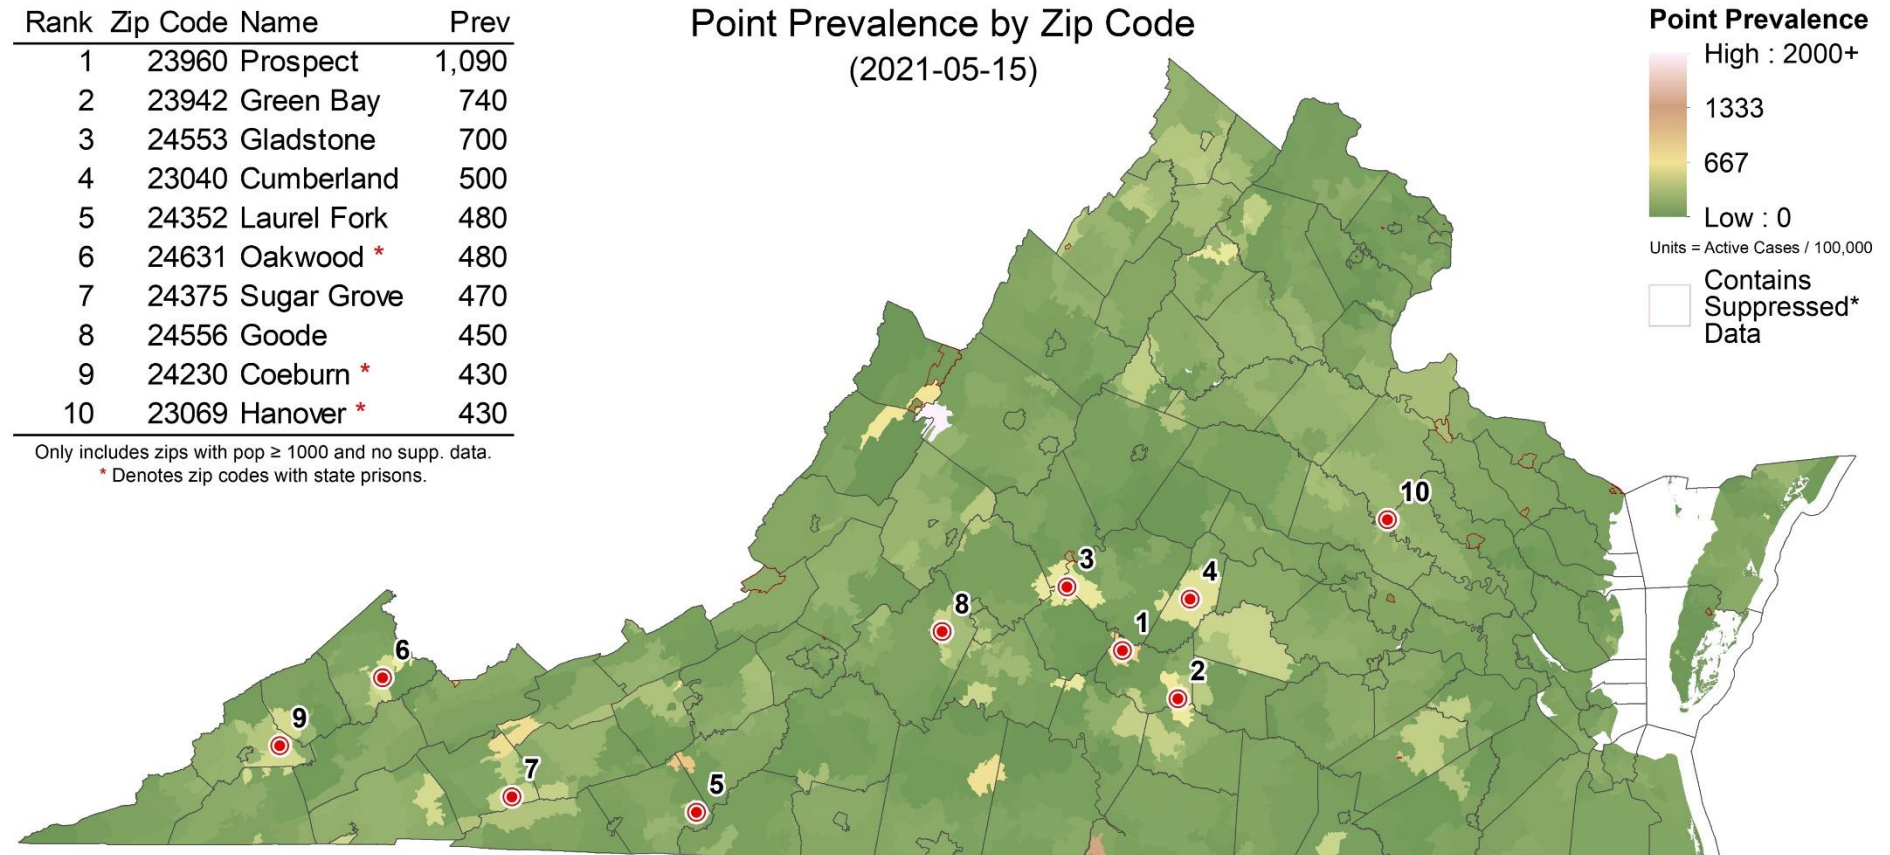 Rank Zip Code Name Prev
1 23960 Prospect 1,090
2 23942 Green Bay 740
3 24553 Gladstone 700
4 23040 Cumberland 500
5 24352 Laurel Fork 480
6 24631 Oakwood * 480
7 24375 Sugar Grove 470
8 24556 Goode 450
9 24230 Coeburn * 430
10 23069 Hanover * 430
Only includes zips with pop ≥ 1000 and no supp. data.
* Denotes zip codes with state prisons.
Point Prevalence by Zip Code
(2021-05-15)
Point Prevalence
High : 2000+
1333
667
Low : 0
Units = Active Cases / 100,000
Contains
Suppressed*
Data
10
3
4
8
1
6
2
9
7
5